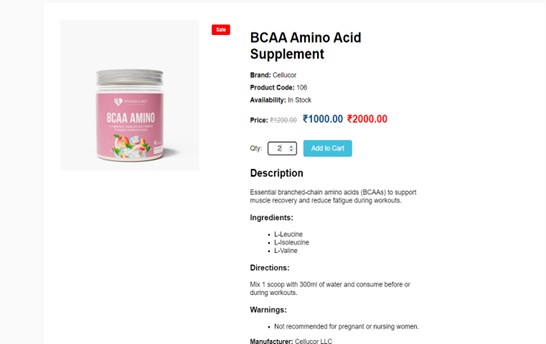 Sale
BCAA AMINO
BCAA Amino Acid
Supplement
Brand: Cellucor
Product Code: 106
Availability: In Stock
Price: ₹1200.00 ₹1000.00 ₹2000.00
Qty: 2 Add to Cart
Description
Essential branched-chain amino acids (BCAAs) to support
muscle recovery and reduce fatigue during workouts.
Ingredients:
L-Leucine
L-Isoleucine
L-Valine
Directions:
Mix 1 scoop with 300ml of water and consume before or
during workouts.
Warnings:
Not recommended for pregnant or nursing women.
Manufacturer: Cellucor LLC